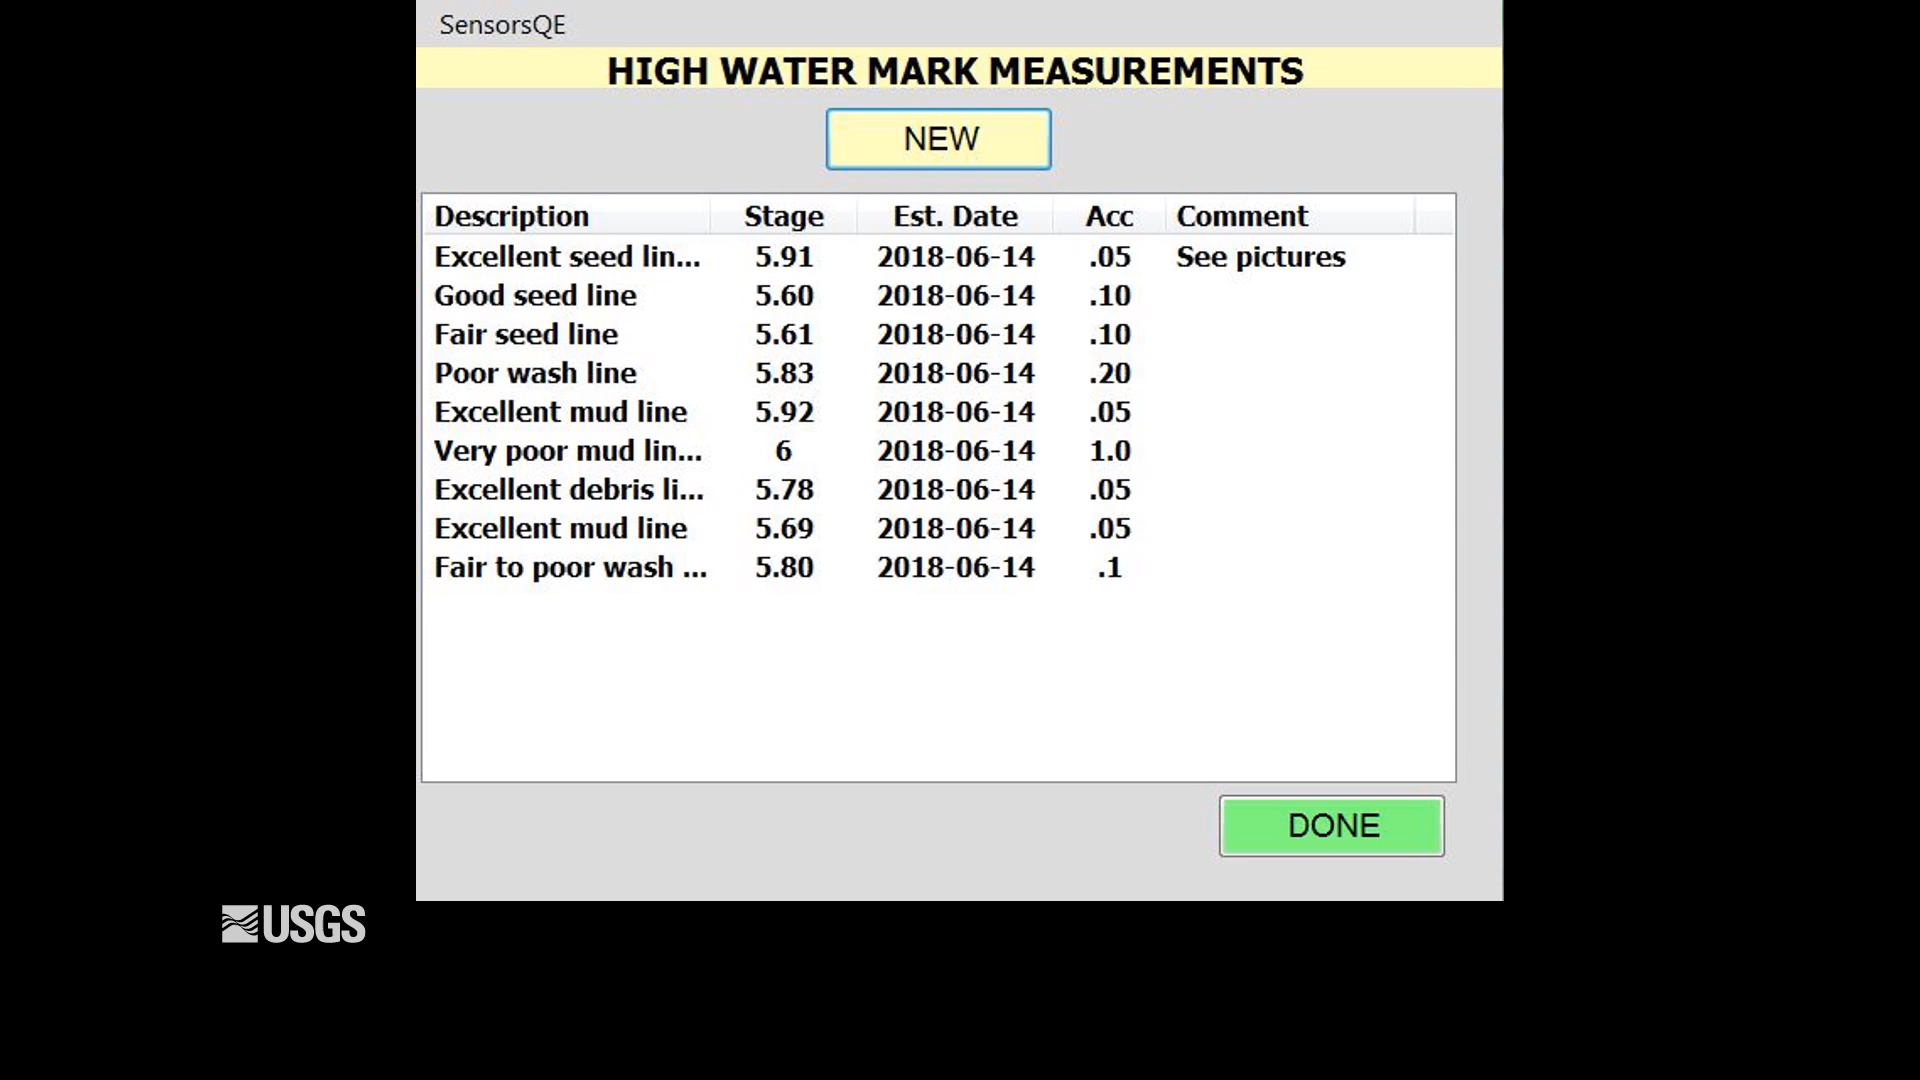 SensorsQE
HIGH WATER MARK MEASUREMENTS
NEW
Description Stage Est. Date Acc Comment
Excellent seed lin... 5.91 2018-06-14 .05 See pictures
Good seed line 5.60 2018-06-14 .10
Fair seed line 5.61 2018-06-14 .10
Poor wash line 5.83 2018-06-14 .20
Excellent mud line 5.92 2018-06-14 .05
Very poor mud lin... 6 2018-06-14 1.0
Excellent debris li... 5.78 2018-06-14 .05
Excellent mud line 5.69 2018-06-14 .05
Fair to poor wash ... 5.80 2018-06-14 .1
DONE
USGS